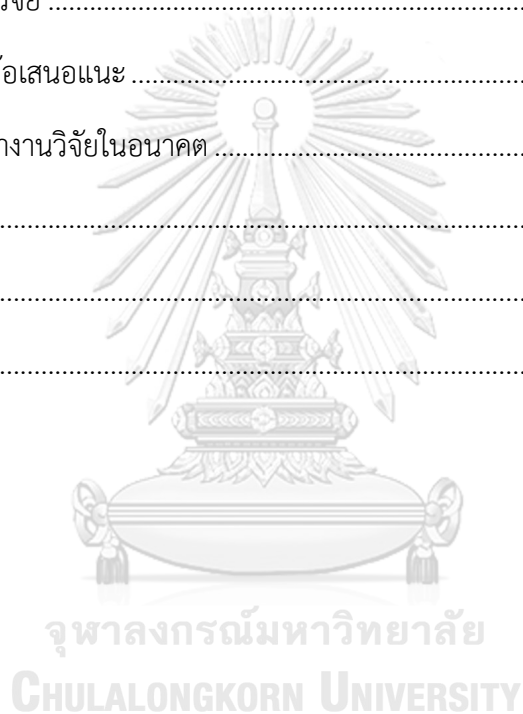 วิจัย ........................................................................
้อเสนอแนะ ............................................................
างานวิจัยในอนาคต ................................................
................................................................................
................................................................................
................................................................................
จุฬาลงกรณ์มหาวิทยาลัย
CHULALONGKORN UNIVERSITY